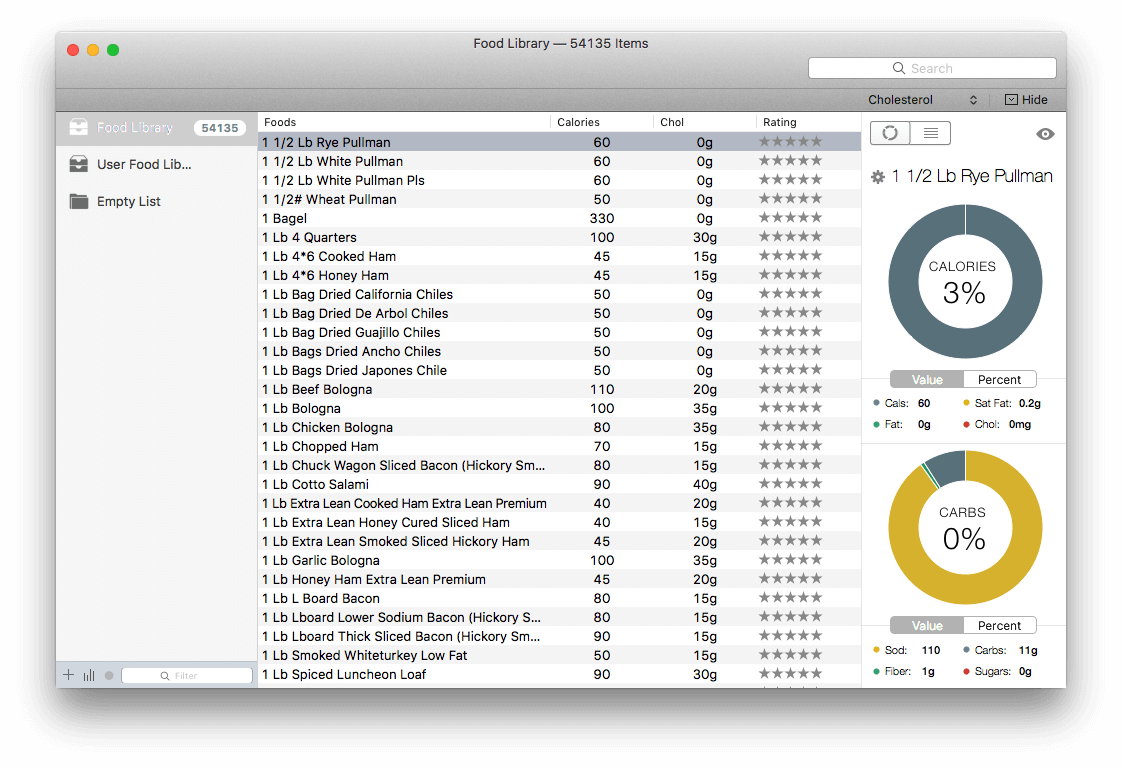 Food Library — 54135 Items
Search
Cholesterol Hide
Food Library 54135
User Food Lib...
Empty List
Filter
Foods Calories Chol Rating
1 1/2 Lb Rye Pullman 60 0g ★★★★★
1 1/2 Lb White Pullman 60 0g ★★★★★
1 1/2 Lb White Pullman Pls 60 0g ★★★★★
1 1/2# Wheat Pullman 50 0g ★★★★★
1 Bagel 330 0g ★★★★★
1 Lb 4 Quarters 100 30g ★★★★★
1 Lb 4*6 Cooked Ham 45 15g ★★★★★
1 Lb 4*6 Honey Ham 45 15g ★★★★★
1 Lb Bag Dried California Chiles 50 0g ★★★★★
1 Lb Bag Dried De Arbol Chiles 50 0g ★★★★★
1 Lb Bag Dried Guajillo Chiles 50 0g ★★★★★
1 Lb Bags Dried Ancho Chiles 50 0g ★★★★★
1 Lb Bags Dried Japones Chile 50 0g ★★★★★
1 Lb Beef Bologna 110 20g ★★★★★
1 Lb Bologna 100 35g ★★★★★
1 Lb Chicken Bologna 80 35g ★★★★★
1 Lb Chopped Ham 70 15g ★★★★★
1 Lb Chuck Wagon Sliced Bacon (Hickory Sm... 80 15g ★★★★★
1 Lb Cotto Salami 90 40g ★★★★★
1 Lb Extra Lean Cooked Ham Extra Lean Premium 40 20g ★★★★★
1 Lb Extra Lean Honey Cured Sliced Ham 40 15g ★★★★★
1 Lb Extra Lean Smoked Sliced Hickory Ham 45 20g ★★★★★
1 Lb Garlic Bologna 100 35g ★★★★★
1 Lb Honey Ham Extra Lean Premium 45 20g ★★★★★
1 Lb L Board Bacon 80 15g ★★★★★
1 Lb Lboard Lower Sodium Bacon (Hickory S... 80 15g ★★★★★
1 Lb Lboard Thick Sliced Bacon (Hickory Sm... 90 15g ★★★★★
1 Lb Smoked Whiteturkey Low Fat 50 15g ★★★★★
1 Lb Spiced Luncheon Loaf 90 30g ★★★★★
1 1/2 Lb Rye Pullman
CALORIES
3%
Value Percent
Cals: 60 Sat Fat: 0.2g
Fat: 0g Chol: 0mg
CARBS
0%
Value Percent
Sod: 110 Carbs: 11g
Fiber: 1g Sugars: 0g